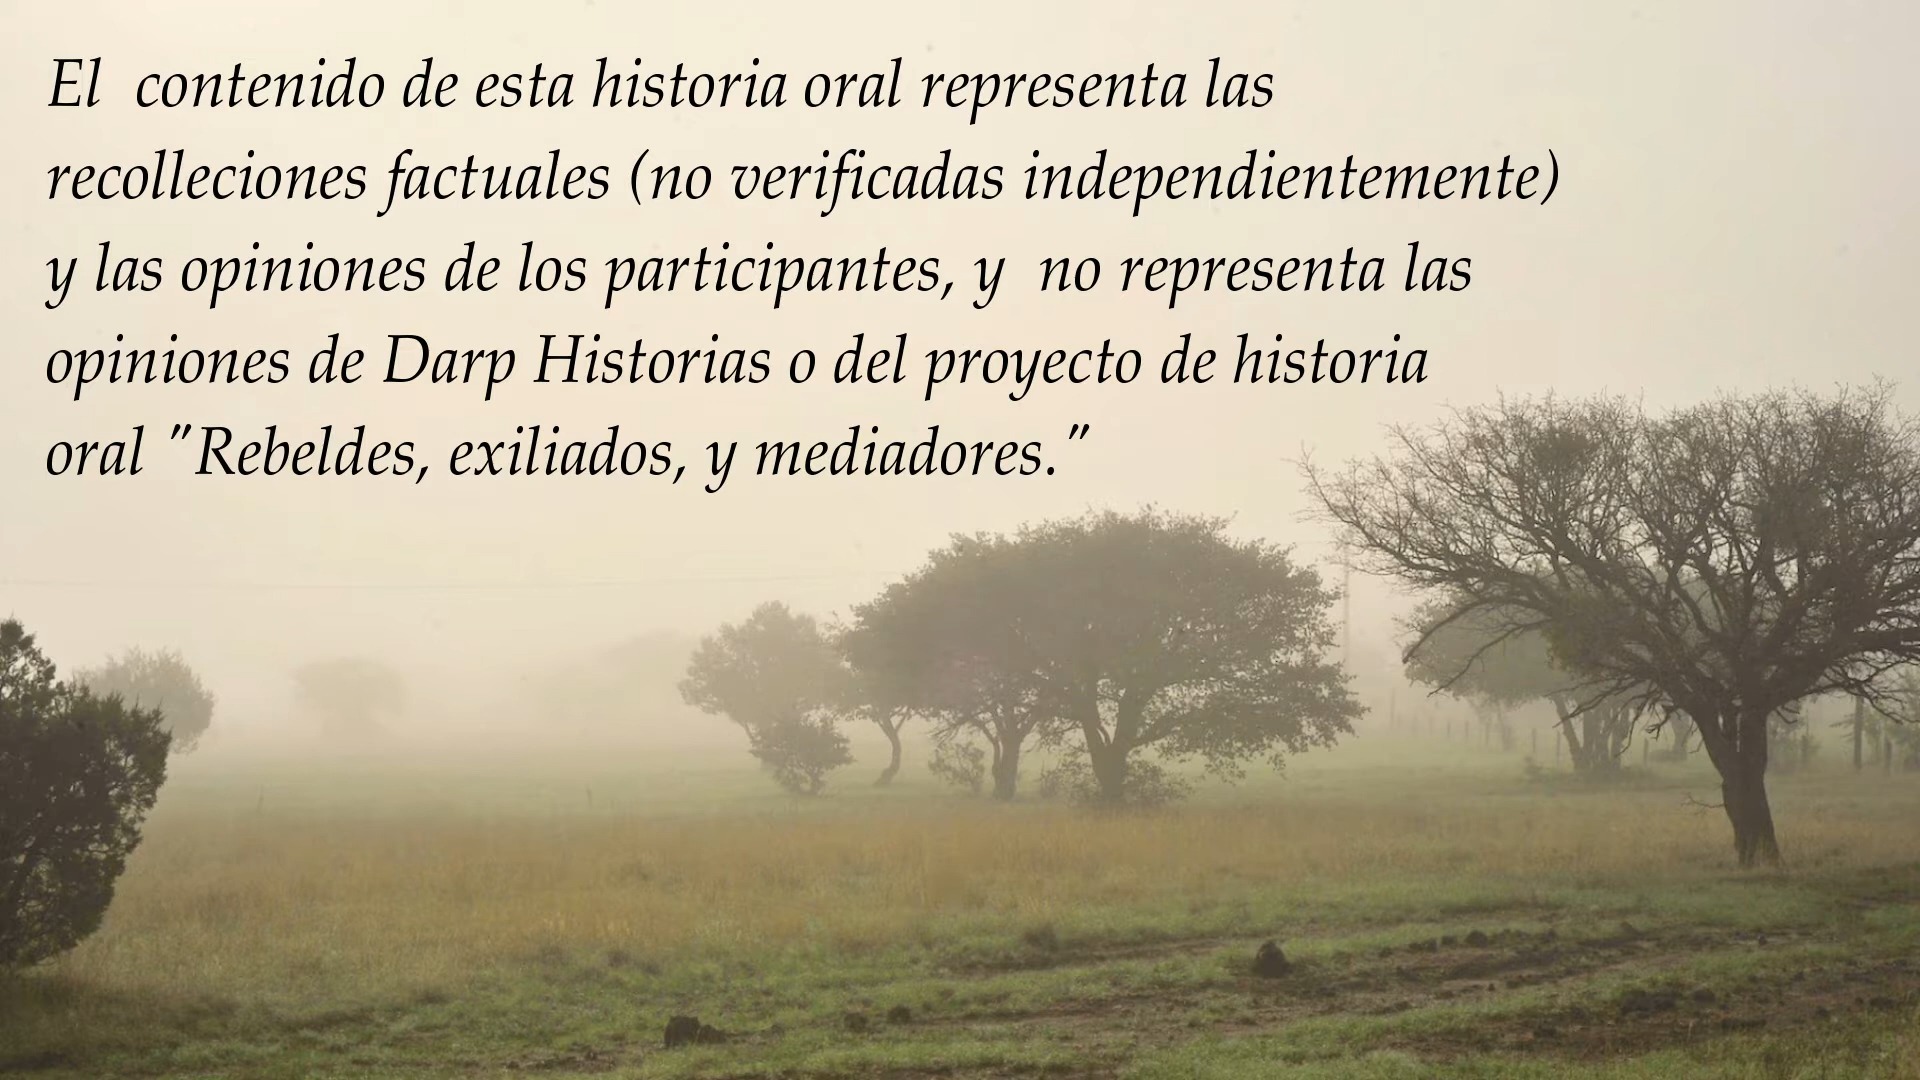 El  contenido de esta historia oral representa las
recolleciones factuales (no verificadas independientemente)
y las opiniones de los participantes, y  no representa las
opiniones de Darp Historias o del proyecto de historia
oral "Rebeldes, exiliados, y mediadores."